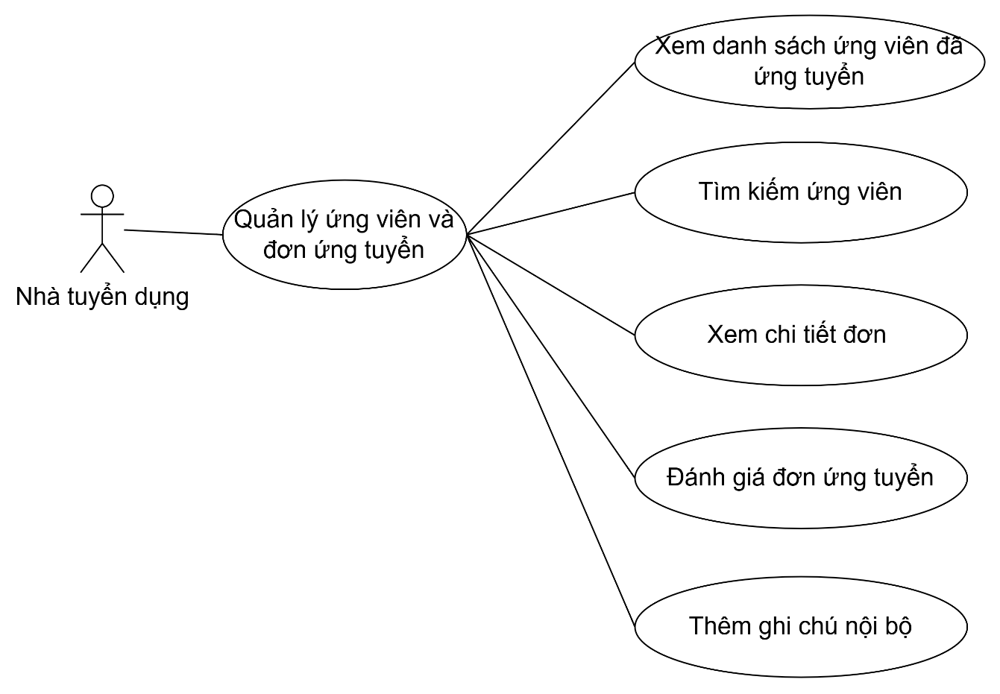 Xem danh sách ứng viên đã
ứng tuyển
Tìm kiếm ứng viên
Quản lý ứng viên và
đơn ứng tuyển
Nhà tuyển dụng
Xem chi tiết đơn
Đánh giá đơn ứng tuyển
Thêm ghi chú nội bộ